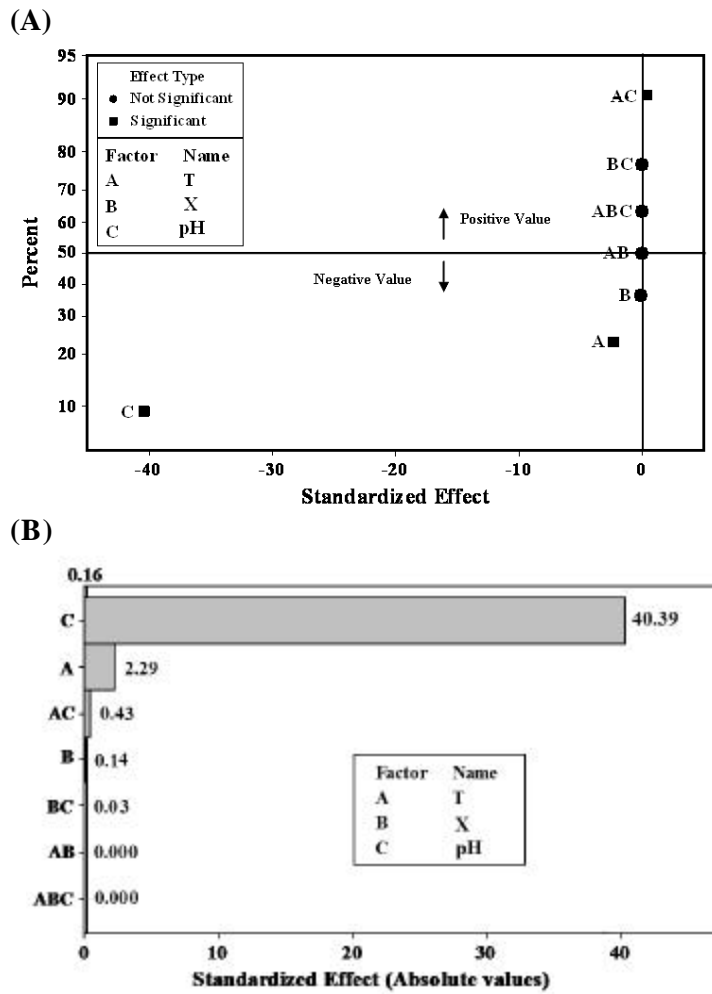 (A)
95
90
80
70
60
50
40
30
20
10
Percent
Effect Type
Not Significant
Significant
Factor Name
A T
B X
C pH
AC
BC
ABC
Positive Value
AB
Negative Value
B
A
C
-40 -30 -20 -10 0
Standardized Effect
(B)
0.16
C 40.39
A 2.29
AC 0.43
B 0.14
BC 0.03
AB 0.000
ABC 0.000
Factor Name
A T
B X
C pH
0 10 20 30 40
Standardized Effect (Absolute values)